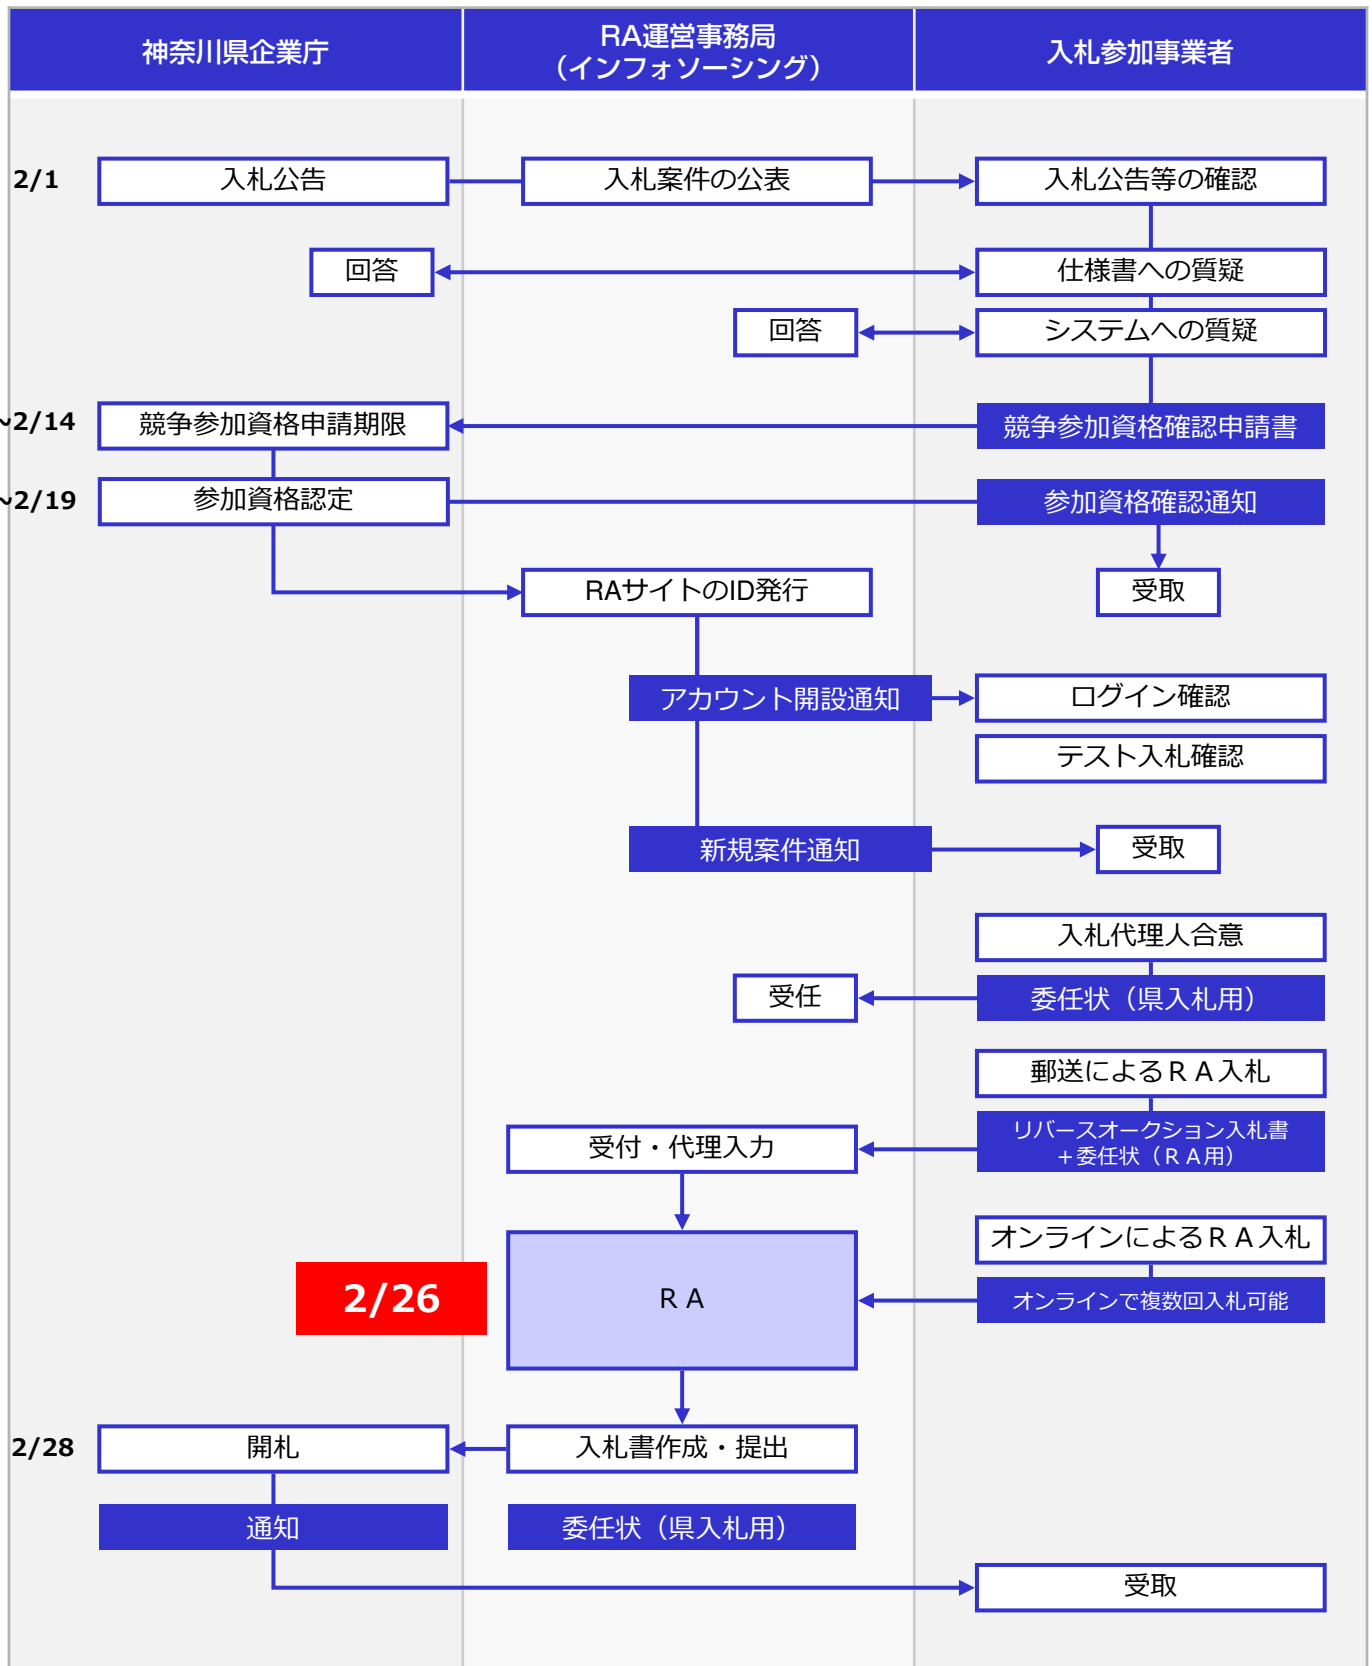 神奈川県企業庁
RA運営事務局
（インフォソーシング）
入札参加事業者
2/1
入札公告
入札案件の公表
入札公告等の確認
回答
仕様書への質疑
回答
システムへの質疑
~2/14
競争参加資格申請期限
競争参加資格確認申請書
~2/19
参加資格認定
参加資格確認通知
RAサイトのID発行
受取
アカウント開設通知
ログイン確認
テスト入札確認
新規案件通知
受取
入札代理人合意
受任
委任状（県入札用）
郵送によるＲＡ入札
受付・代理入力
リバースオークション入札書
＋委任状（ＲＡ用）
オンラインによるＲＡ入札
2/26
ＲＡ
オンラインで複数回入札可能
2/28
開札
入札書作成・提出
通知
委任状（県入札用）
受取